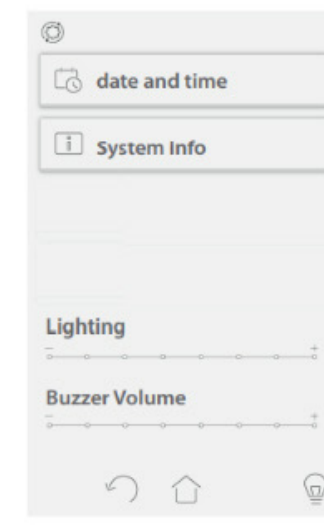 date and time
i System Info
Lighting
- +
Buzzer Volume
- +